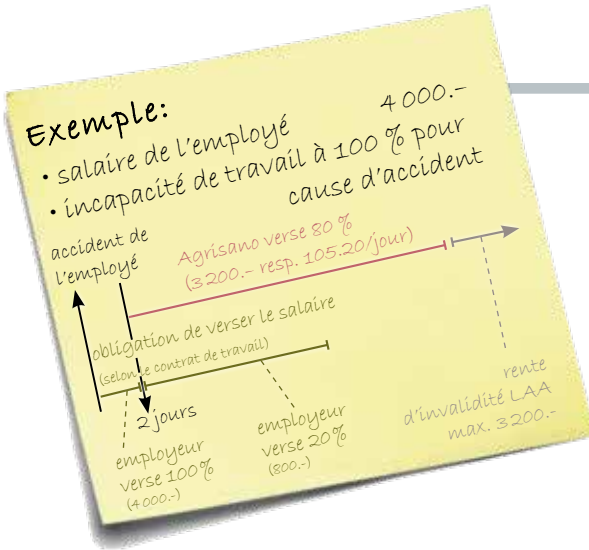 Exemple:
• salaire de l'employé 4000.-
• incapacité de travail à 100 % pour
cause d'accident
accident de
l'employé
Agrisano verse 80 %
(3200.- resp. 105.20/jour)
obligation de verser le salaire
(selon le contrat de travail)
2 jours
employeur
verse 100%
(4000.-)
employeur
verse 20%
(800.-)
rente
d'invalidité LAA
max. 3200.-